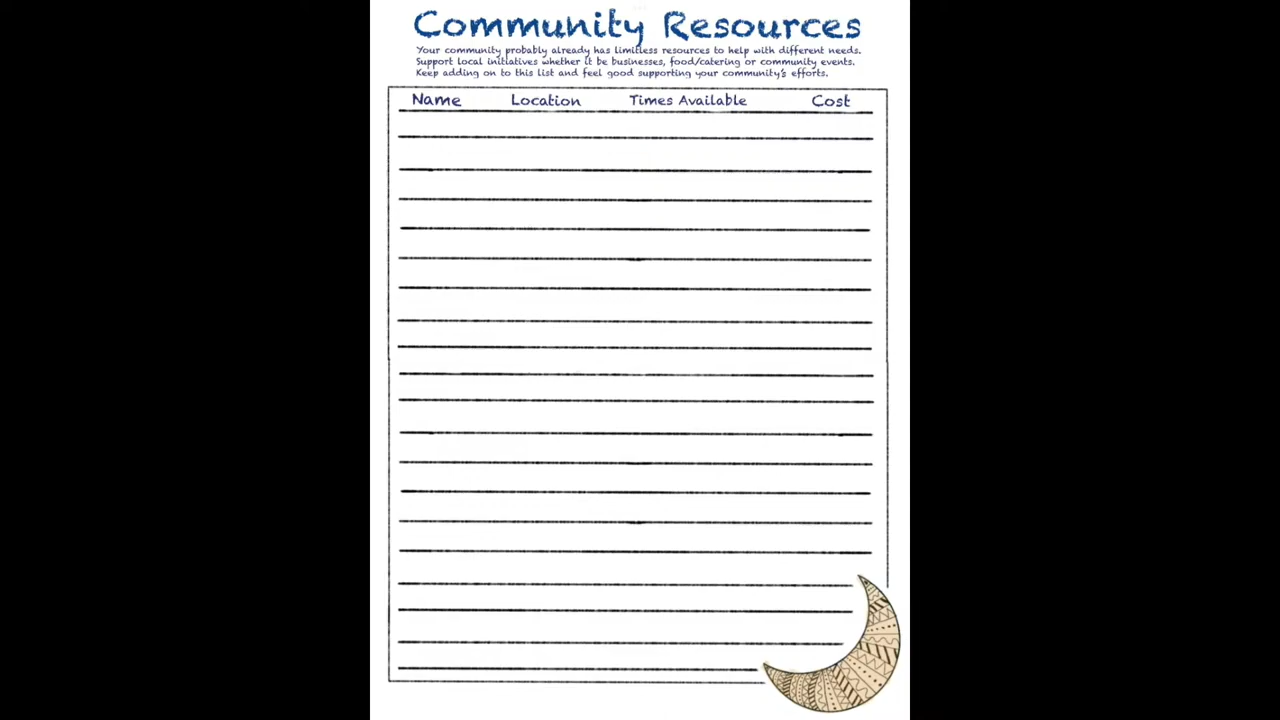 Community Resources
Your community probably already has limitless resources to help with different needs.
Support local initiatives whether it be businesses, food/catering or community events.
Keep adding on to this list and feel good supporting your community's efforts.
Name Location Times Available Cost